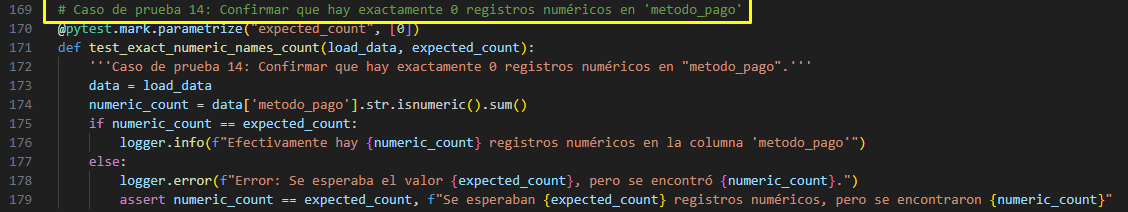 169 # Caso de prueba 14: Confirmar que hay exactamente 0 registros numéricos en 'metodo_pago'
170 @pytest.mark.parametrize("expected_count", [0])
171 def test_exact_numeric_names_count(load_data, expected_count):
172     '''Caso de prueba 14: Confirmar que hay exactamente 0 registros numéricos en "metodo_pago".'''
173     data = load_data
174     numeric_count = data['metodo_pago'].str.isnumeric().sum()
175     if numeric_count == expected_count:
176         logger.info(f"Efectivamente hay {numeric_count} registros numéricos en la columna 'metodo_pago'")
177     else:
178         logger.error(f"Error: Se esperaba el valor {expected_count}, pero se encontró {numeric_count}.")
179         assert numeric_count == expected_count, f"Se esperaban {expected_count} registros numéricos, pero se encontraron {numeric_count}"